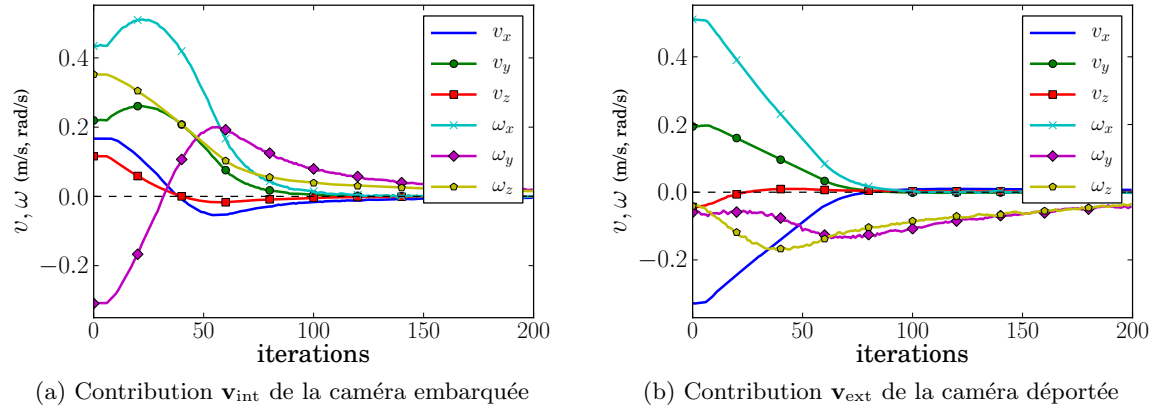 v, ω (m/s, rad/s)
0.4
0.2
0.0
−0.2
0 50 100 150 200
iterations
v_x
v_y
v_z
ω_x
ω_y
ω_z
(a) Contribution v_int de la caméra embarquée
v, ω (m/s, rad/s)
0.4
0.2
0.0
−0.2
0 50 100 150 200
iterations
v_x
v_y
v_z
ω_x
ω_y
ω_z
(b) Contribution v_ext de la caméra déportée